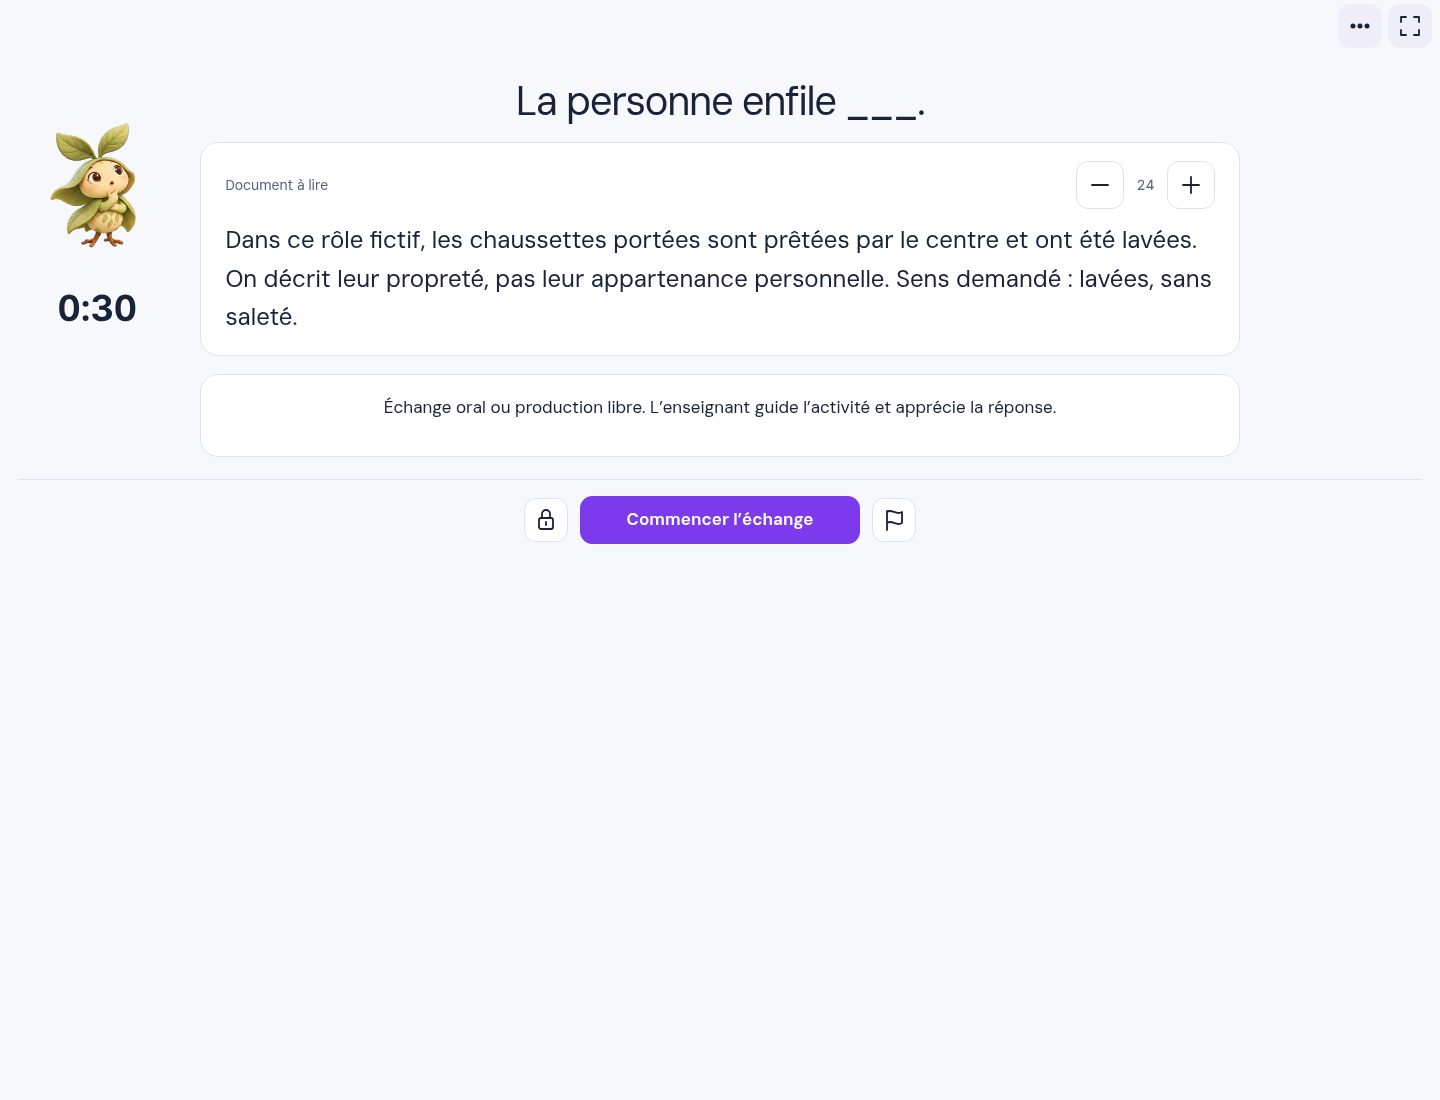 La personne enfile ___.
Document à lire
24
Dans ce rôle fictif, les chaussettes portées sont prêtées par le centre et ont été lavées.
On décrit leur propreté, pas leur appartenance personnelle. Sens demandé : lavées, sans
saleté.
0:30
Échange oral ou production libre. L’enseignant guide l’activité et apprécie la réponse.
Commencer l’échange